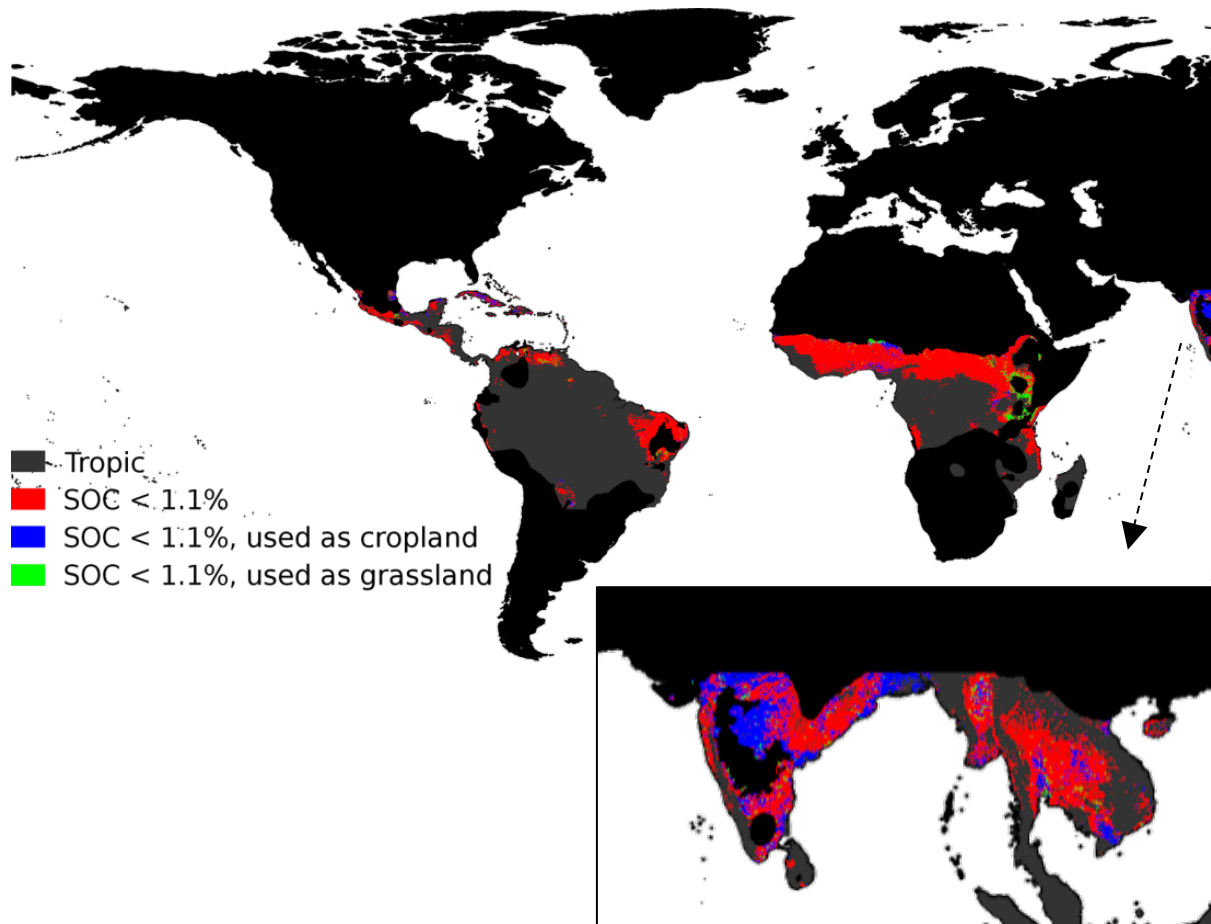 Tropic
SOC < 1.1%
SOC < 1.1%, used as cropland
SOC < 1.1%, used as grassland